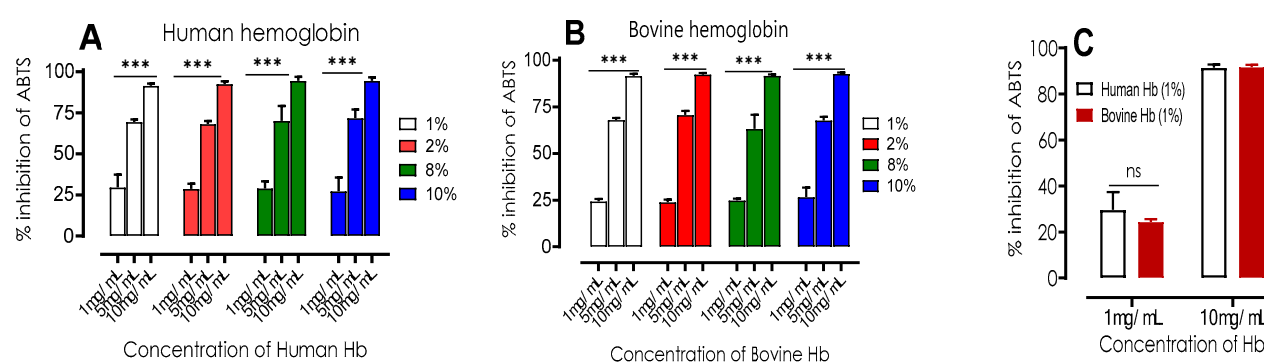 A
Human hemoglobin
% inhibition of ABTS
100
75
50
25
0
***
***
***
***
1%
2%
8%
10%
1mg/ mL
5mg/ mL
10mg/ mL
1mg/ mL
5mg/ mL
10mg/ mL
1mg/ mL
5mg/ mL
10mg/ mL
1mg/ mL
5mg/ mL
10mg/ mL
Concentration of Human Hb
B
Bovine hemoglobin
% inhibition of ABTS
100
75
50
25
0
***
***
***
***
1%
2%
8%
10%
1mg/ mL
5mg/ mL
10mg/ mL
1mg/ mL
5mg/ mL
10mg/ mL
1mg/ mL
5mg/ mL
10mg/ mL
1mg/ mL
5mg/ mL
10mg/ mL
Concentration of Bovine Hb
C
% inhibition of ABTS
100
80
60
40
20
0
Human Hb (1%)
Bovine Hb (1%)
ns
1mg/ mL
10mg/ mL
Concentration of Hb